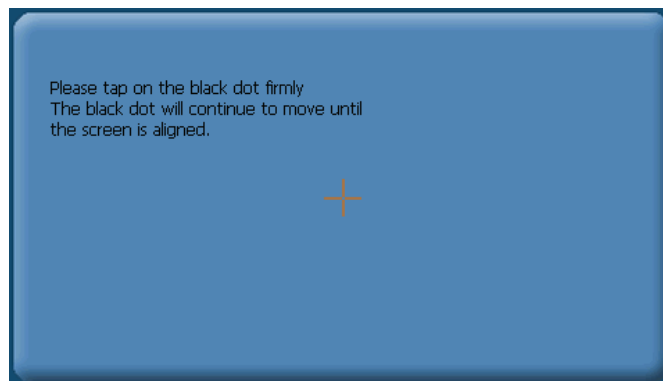 Please tap on the black dot firmly
The black dot will continue to move until
the screen is aligned.